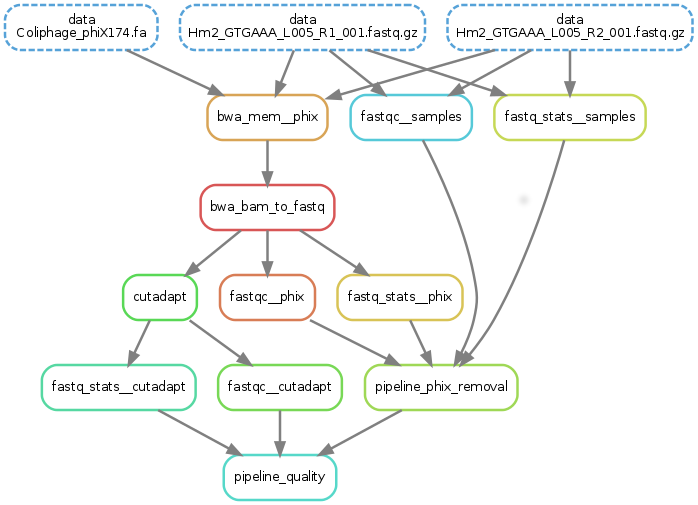 data
Coliphage_phiX174.fa
data
Hm2_GTGAAA_L005_R1_001.fastq.gz
data
Hm2_GTGAAA_L005_R2_001.fastq.gz
bwa_mem__phix
fastqc__samples
fastq_stats__samples
bwa_bam_to_fastq
cutadapt
fastqc__phix
fastq_stats__phix
fastq_stats__cutadapt
fastqc__cutadapt
pipeline_phix_removal
pipeline_quality